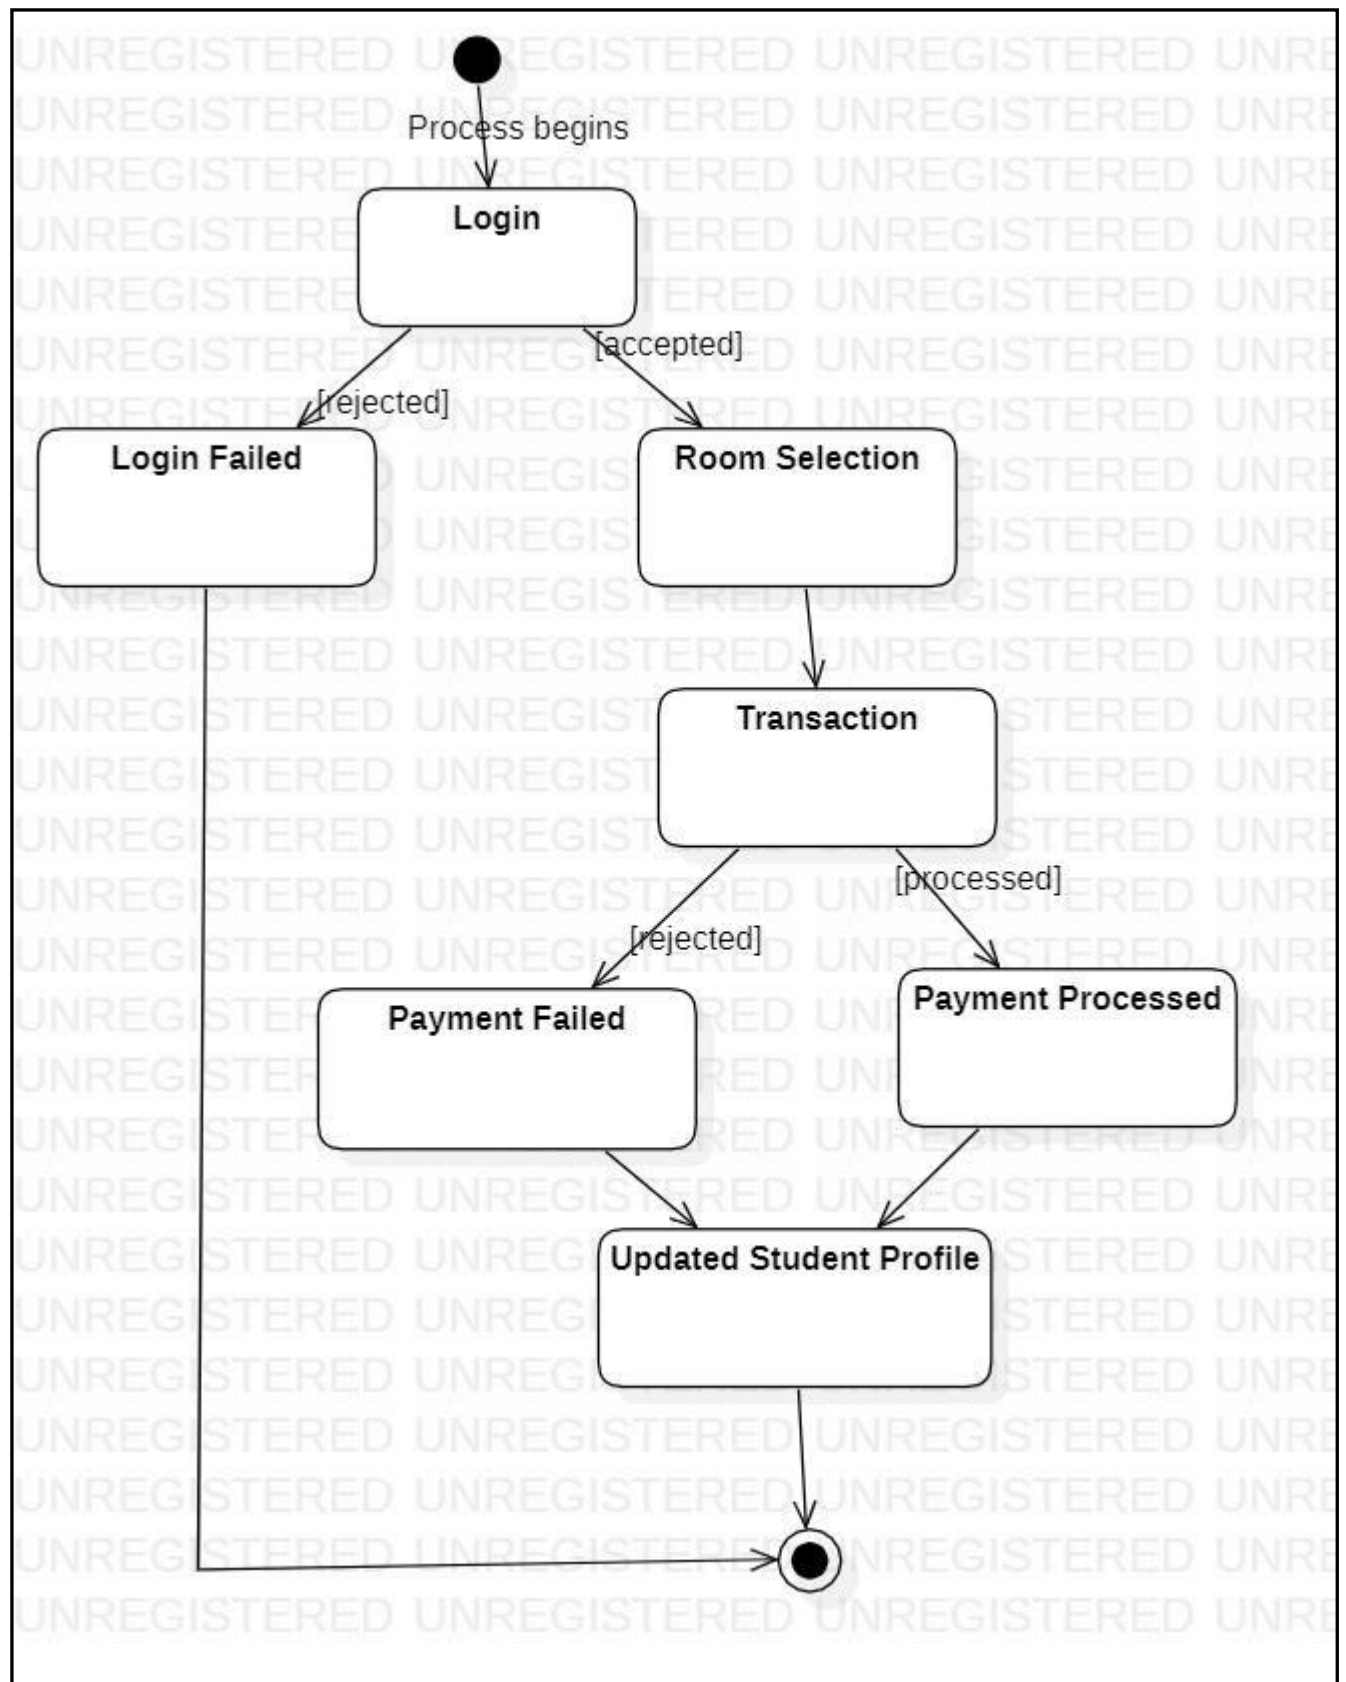 Process begins
Login
[accepted]
[rejected]
Login Failed
Room Selection
Transaction
[processed]
[rejected]
Payment Processed
Payment Failed
Updated Student Profile
UNREGISTERED